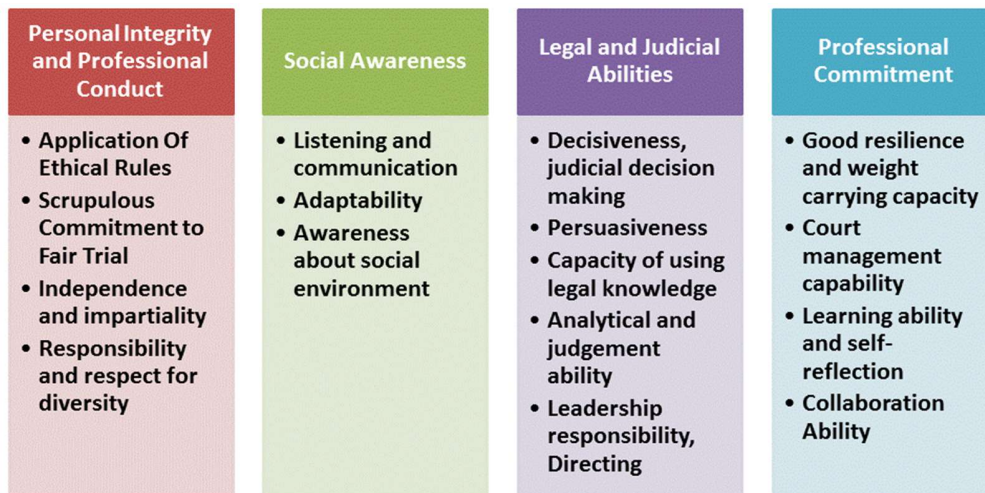 Personal Integrity
and Professional
Conduct
• Application Of
Ethical Rules
• Scrupulous
Commitment to
Fair Trial
• Independence
and impartiality
• Responsibility
and respect for
diversity
Social Awareness
• Listening and
communication
• Adaptability
• Awareness
about social
environment
Legal and Judicial
Abilities
• Decisiveness,
judicial decision
making
• Persuasiveness
• Capacity of using
legal knowledge
• Analytical and
judgement
ability
• Leadership
responsibility,
Directing
Professional
Commitment
• Good resilience
and weight
carrying capacity
• Court
management
capability
• Learning ability
and self-
reflection
• Collaboration
Ability